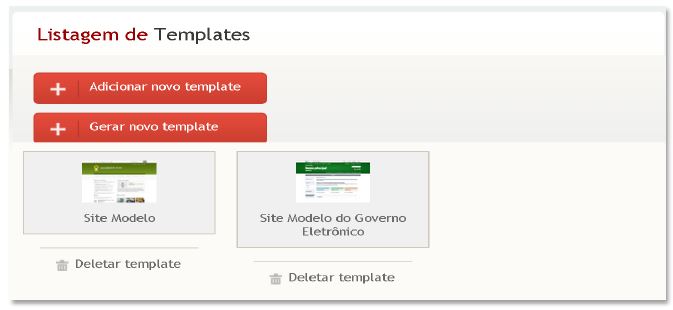 Listagem de Templates
Adicionar novo template
Gerar novo template
Site Modelo
Site Modelo do Governo
Eletrônico
Deletar template
Deletar template